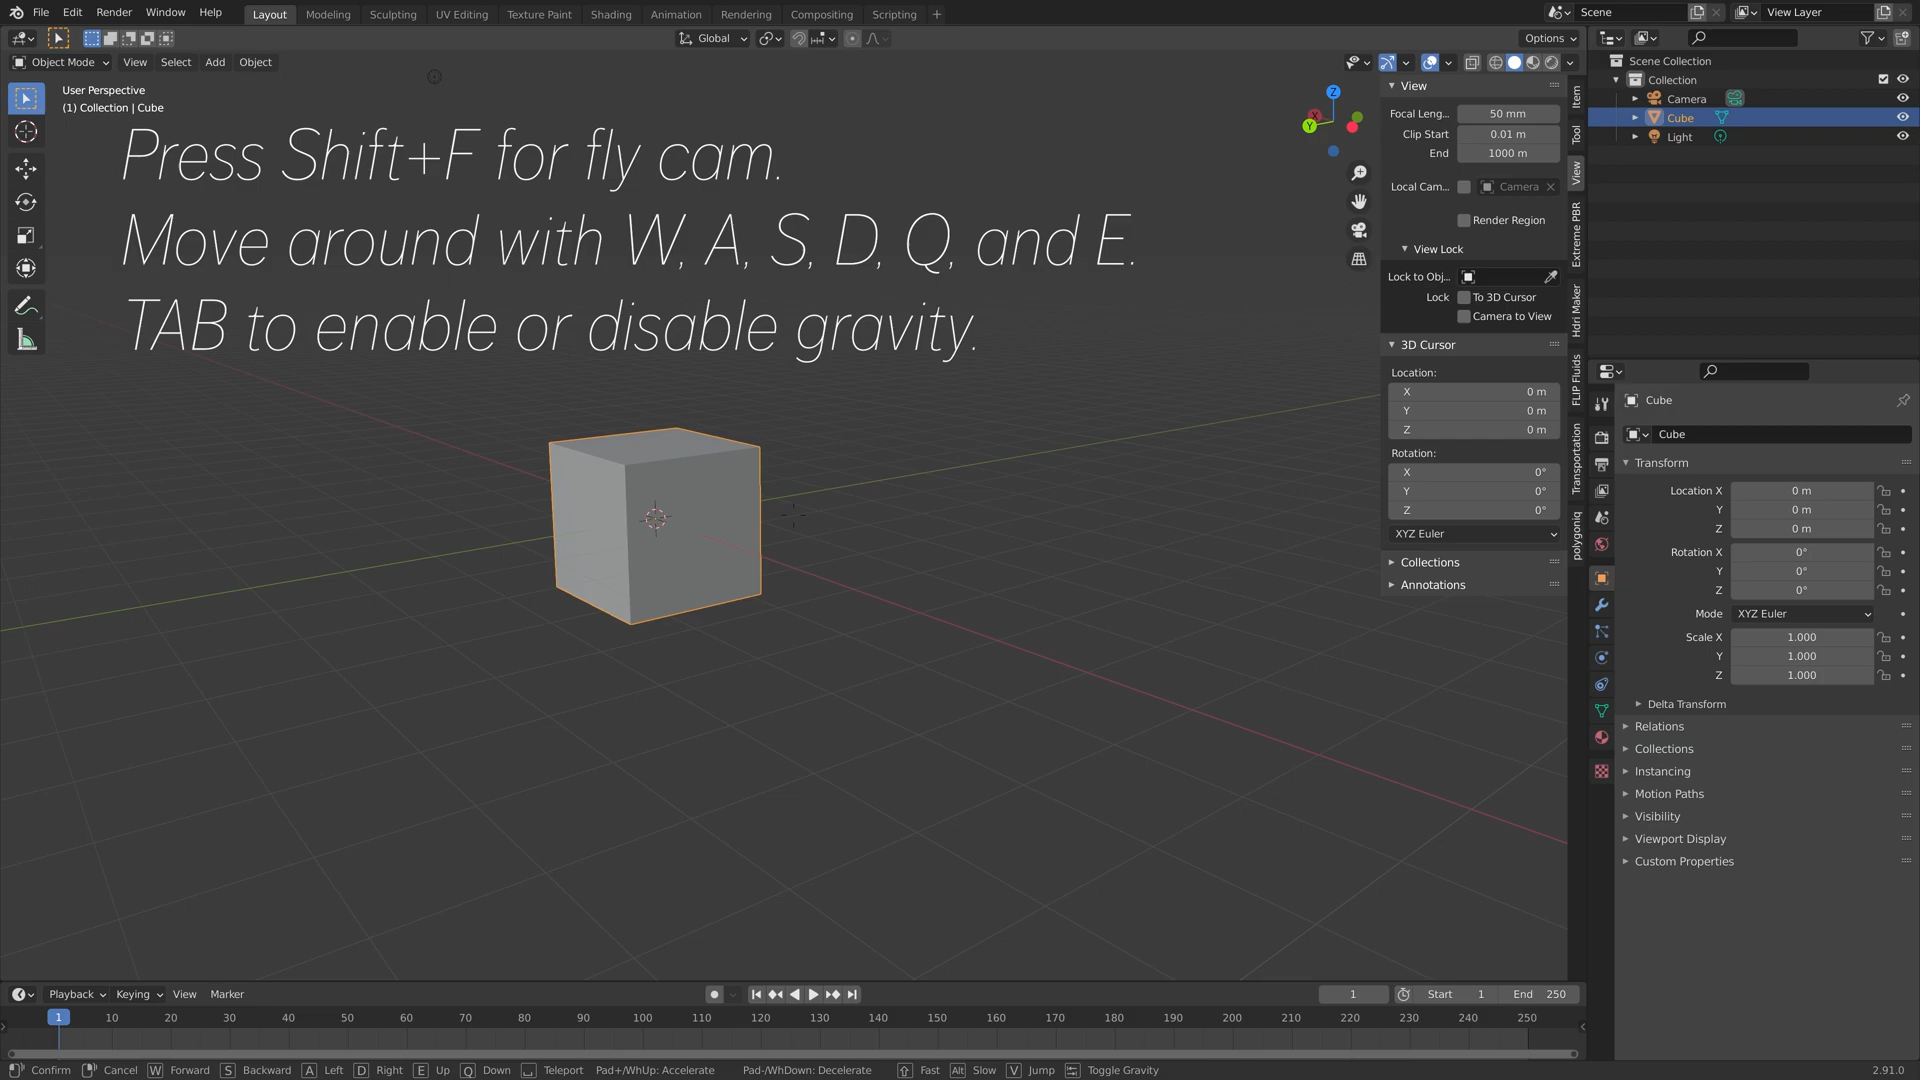 File Edit Render Window Help Layout Modeling Sculpting UV Editing Texture Paint Shading Animation Rendering Compositing Scripting + Scene View Layer
Global Options
Object Mode View Select Add Object
User Perspective
(1) Collection | Cube
Press Shift+F for fly cam.
Move around with W, A, S, D, Q, and E.
TAB to enable or disable gravity.
Z
Y
X
View
Focal Leng... 50 mm
Clip Start 0.01 m
End 1000 m
Local Cam... Camera
Render Region
View Lock
Lock to Obj...
Lock To 3D Cursor
Camera to View
3D Cursor
Location:
X 0 m
Y 0 m
Z 0 m
Rotation:
X 0°
Y 0°
Z 0°
XYZ Euler
Collections
Annotations
Item
Tool
View
Extreme PBR
Hdri Maker
FLIP Fluids
Transportation
polygoniq
Scene Collection
Collection
Camera
Cube
Light
Cube
Cube
Transform
Location X 0 m
Y 0 m
Z 0 m
Rotation X 0°
Y 0°
Z 0°
Mode XYZ Euler
Scale X 1.000
Y 1.000
Z 1.000
Delta Transform
Relations
Collections
Instancing
Motion Paths
Visibility
Viewport Display
Custom Properties
Playback Keying View Marker 1 Start 1 End 250
1 10 20 30 40 50 60 70 80 90 100 110 120 130 140 150 160 170 180 190 200 210 220 230 240 250
Confirm Cancel W Forward S Backward A Left D Right E Up Q Down Teleport Pad+/WhUp: Accelerate Pad-/WhDown: Decelerate Fast Alt Slow V Jump Toggle Gravity 2.91.0